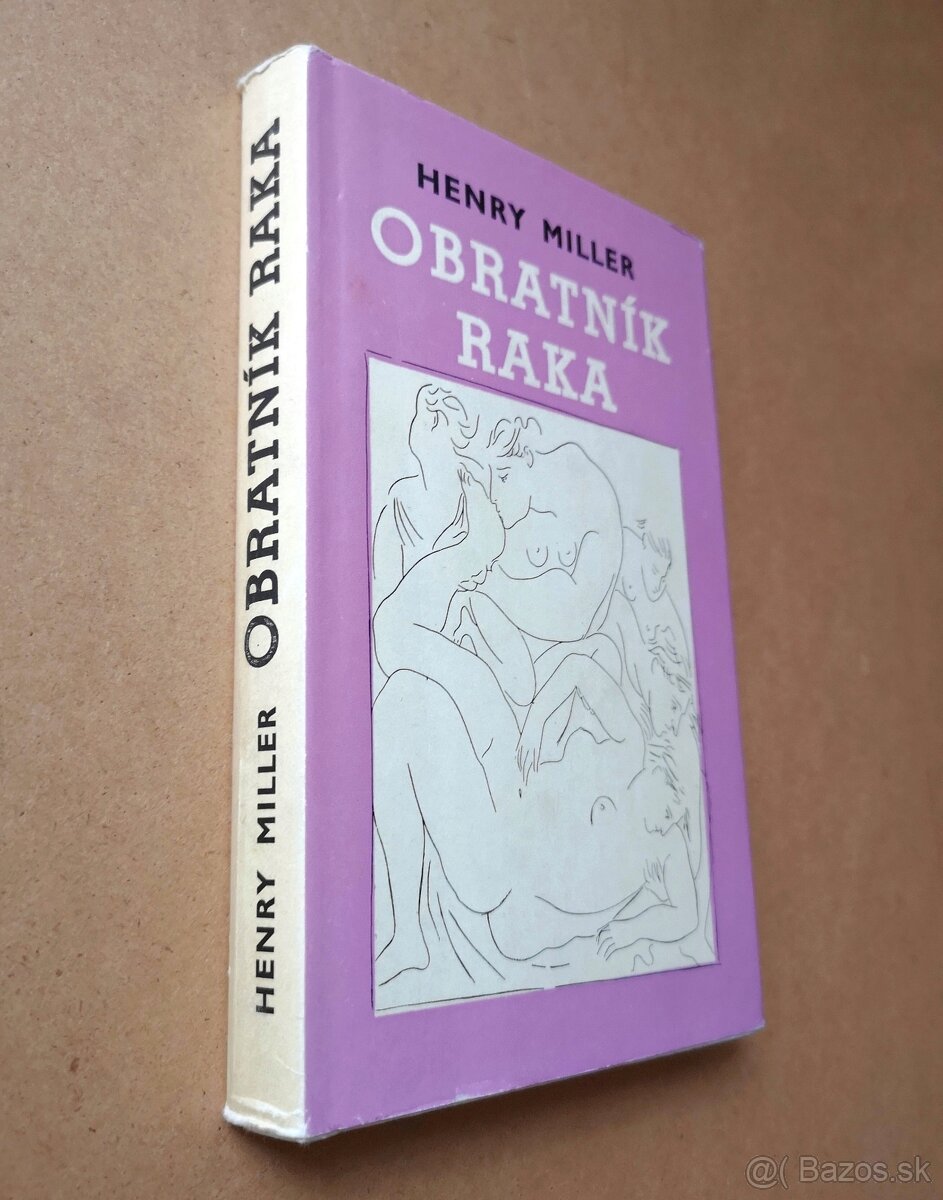 HENRY MILLER OBRATNÍK RAKA
HENRY MILLER
OBRATNÍK
RAKA
@( Bazos.sk